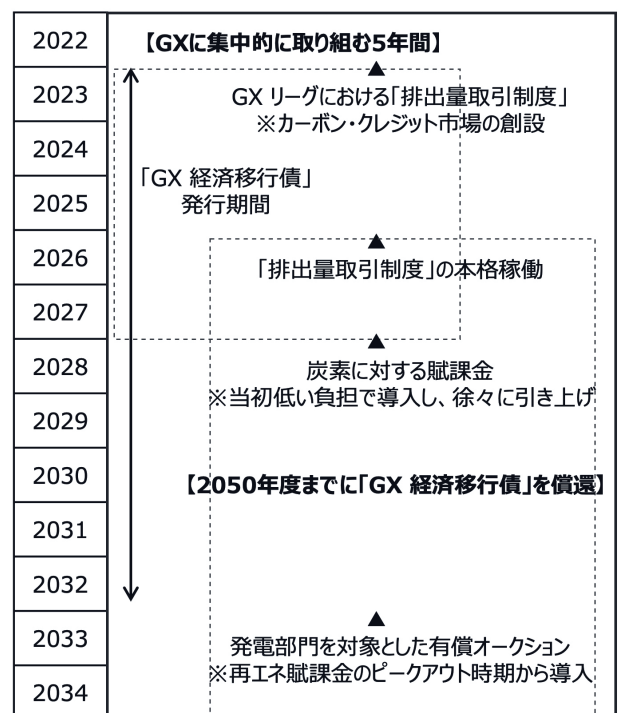 2022
【GXに集中的に取り組む5年間】
2023
GX リーグにおける「排出量取引制度」
※カーボン・クレジット市場の創設
2024
「GX 経済移行債」
2025
発行期間
2026
「排出量取引制度」の本格稼働
2027
2028
炭素に対する賦課金
※当初低い負担で導入し、徐々に引き上げ
2029
2030
【2050年度までに「GX 経済移行債」を償還】
2031
2032
2033
発電部門を対象とした有償オークション
※再エネ賦課金のピークアウト時期から導入
2034